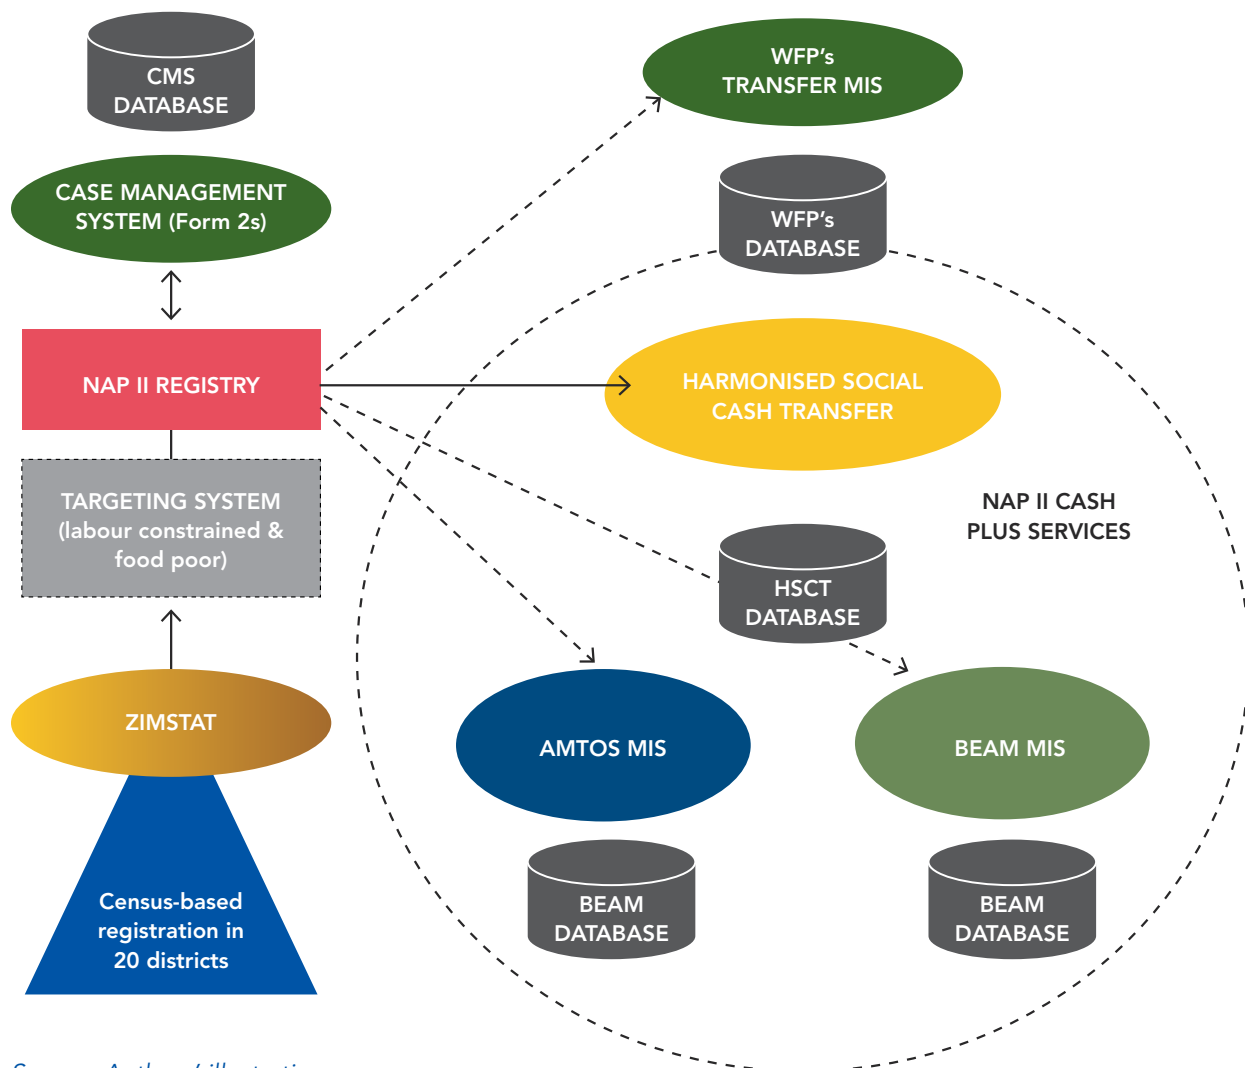 CMS
DATABASE
CASE MANAGEMENT
SYSTEM (Form 2s)
NAP II REGISTRY
TARGETING SYSTEM
(labour constrained &
food poor)
ZIMSTAT
Census-based
registration in
20 districts
WFP's
TRANSFER MIS
WFP's
DATABASE
HARMONISED SOCIAL
CASH TRANSFER
NAP II CASH
PLUS SERVICES
HSCT
DATABASE
AMTOS MIS
BEAM MIS
BEAM
DATABASE
BEAM
DATABASE